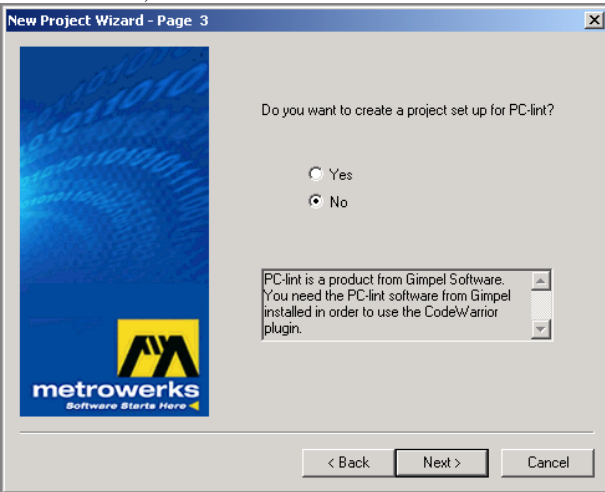 New Project Wizard - Page 3
Do you want to create a project set up for PC-lint?
Yes
No
PC-lint is a product from Gimpel Software.
You need the PC-lint software from Gimpel
installed in order to use the CodeWarrior
plugin.
metrowerks
Software Starts Here
< Back
Next >
Cancel